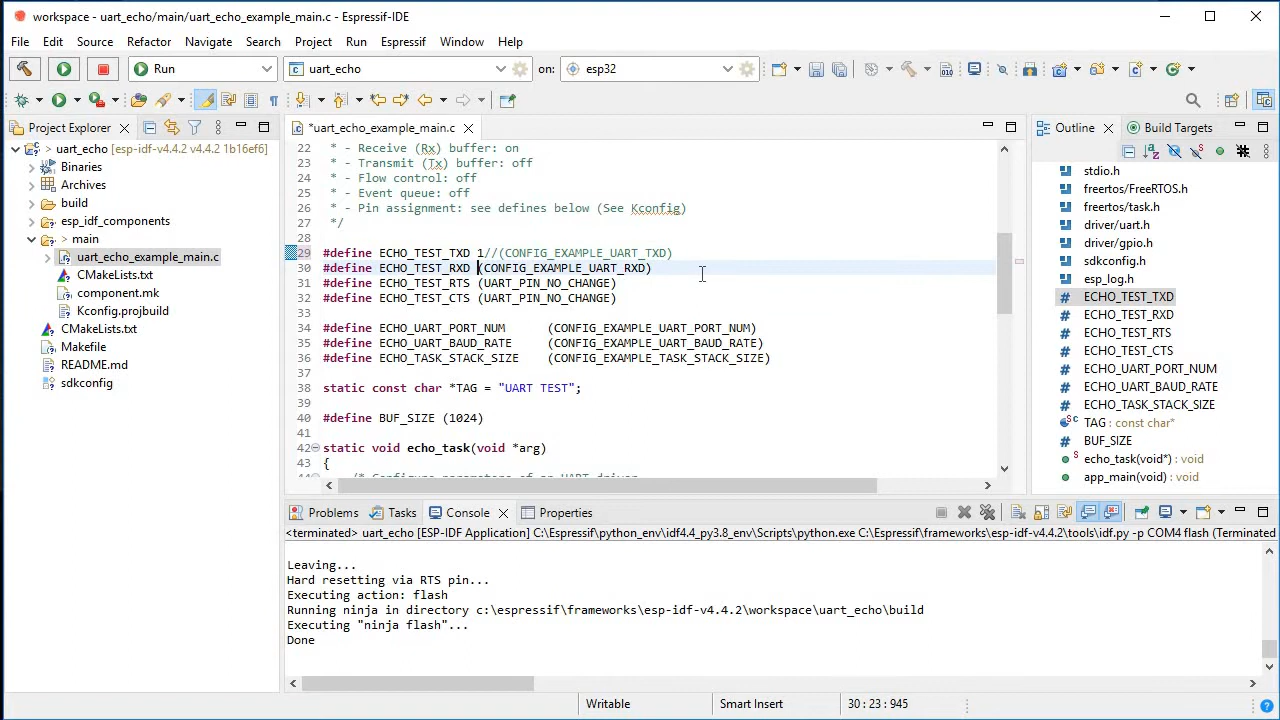 workspace - uart_echo/main/uart_echo_example_main.c - Espressif-IDE
File Edit Source Refactor Navigate Search Project Run Espressif Window Help
Run uart_echo on: esp32
Project Explorer
uart_echo [esp-idf-v4.4.2 v4.4.2 1b16ef6]
Binaries
Archives
build
esp_idf_components
main
uart_echo_example_main.c
CMakeLists.txt
component.mk
Kconfig.projbuild
CMakeLists.txt
Makefile
README.md
sdkconfig
*uart_echo_example_main.c
22 * - Receive (Rx) buffer: on
23 * - Transmit (Tx) buffer: off
24 * - Flow control: off
25 * - Event queue: off
26 * - Pin assignment: see defines below (See Kconfig)
27 */
28
29 #define ECHO_TEST_TXD 1//(CONFIG_EXAMPLE_UART_TXD)
30 #define ECHO_TEST_RXD (CONFIG_EXAMPLE_UART_RXD)
31 #define ECHO_TEST_RTS (UART_PIN_NO_CHANGE)
32 #define ECHO_TEST_CTS (UART_PIN_NO_CHANGE)
33
34 #define ECHO_UART_PORT_NUM (CONFIG_EXAMPLE_UART_PORT_NUM)
35 #define ECHO_UART_BAUD_RATE (CONFIG_EXAMPLE_UART_BAUD_RATE)
36 #define ECHO_TASK_STACK_SIZE (CONFIG_EXAMPLE_TASK_STACK_SIZE)
37
38 static const char *TAG = "UART TEST";
39
40 #define BUF_SIZE (1024)
41
42 static void echo_task(void *arg)
43 {
Outline Build Targets
stdio.h
freertos/FreeRTOS.h
freertos/task.h
driver/uart.h
driver/gpio.h
sdkconfig.h
esp_log.h
# ECHO_TEST_TXD
# ECHO_TEST_RXD
# ECHO_TEST_RTS
# ECHO_TEST_CTS
# ECHO_UART_PORT_NUM
# ECHO_UART_BAUD_RATE
# ECHO_TASK_STACK_SIZE
TAG : const char*
# BUF_SIZE
echo_task(void*) : void
app_main(void) : void
Problems Tasks Console Properties
<terminated> uart_echo [ESP-IDF Application] C:\Espressif\python_env\idf4.4_py3.8_env\Scripts\python.exe C:\Espressif\frameworks\esp-idf-v4.4.2\tools\idf.py -p COM4 flash (Terminated
Leaving...
Hard resetting via RTS pin...
Executing action: flash
Running ninja in directory c:\espressif\frameworks\esp-idf-v4.4.2\workspace\uart_echo\build
Executing "ninja flash"...
Done
Writable Smart Insert 30 : 23 : 945